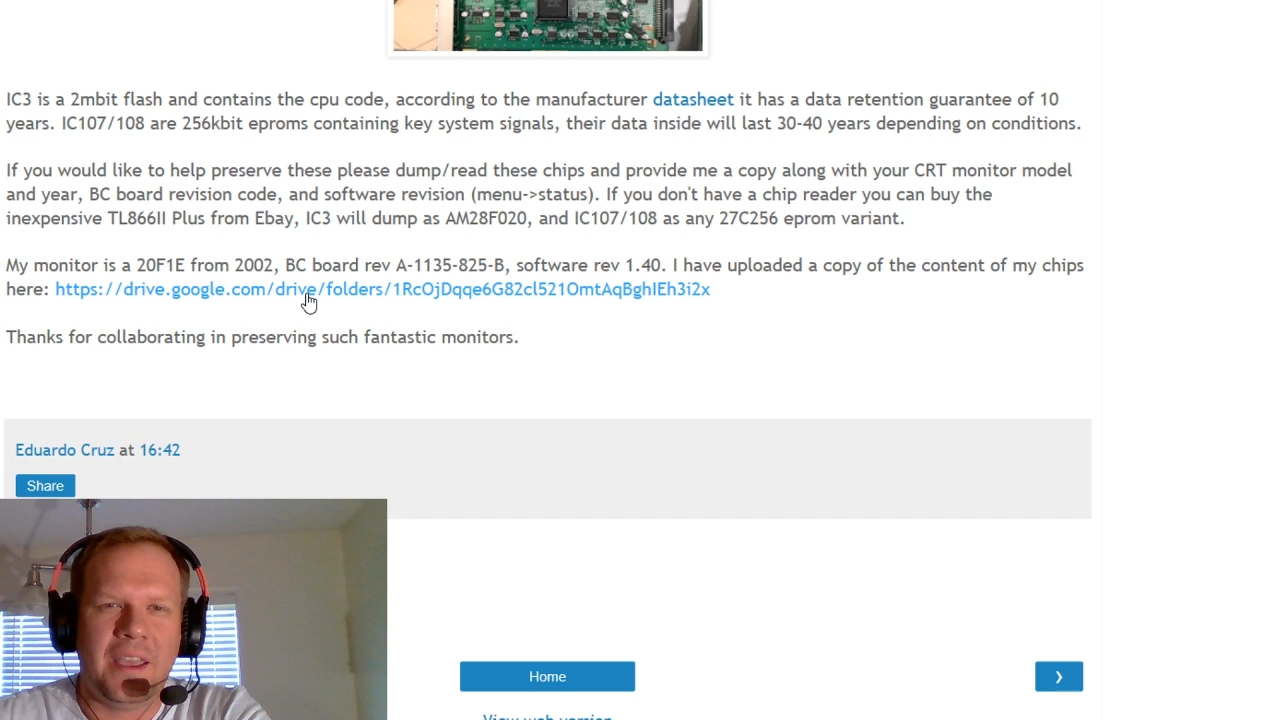 IC3 is a 2mbit flash and contains the cpu code, according to the manufacturer datasheet it has a data retention guarantee of 10
years. IC107/108 are 256kbit eproms containing key system signals, their data inside will last 30-40 years depending on conditions.
If you would like to help preserve these please dump/read these chips and provide me a copy along with your CRT monitor model
and year, BC board revision code, and software revision (menu->status). If you don't have a chip reader you can buy the
inexpensive TL866II Plus from Ebay, IC3 will dump as AM28F020, and IC107/108 as any 27C256 eprom variant.
My monitor is a 20F1E from 2002, BC board rev A-1135-825-B, software rev 1.40. I have uploaded a copy of the content of my chips
here: https://drive.google.com/drive/folders/1RcOjDqqe6G82cl521OmtAqBghIEh3i2x
Thanks for collaborating in preserving such fantastic monitors.
Eduardo Cruz at 16:42
Share
Home
❯
View web version